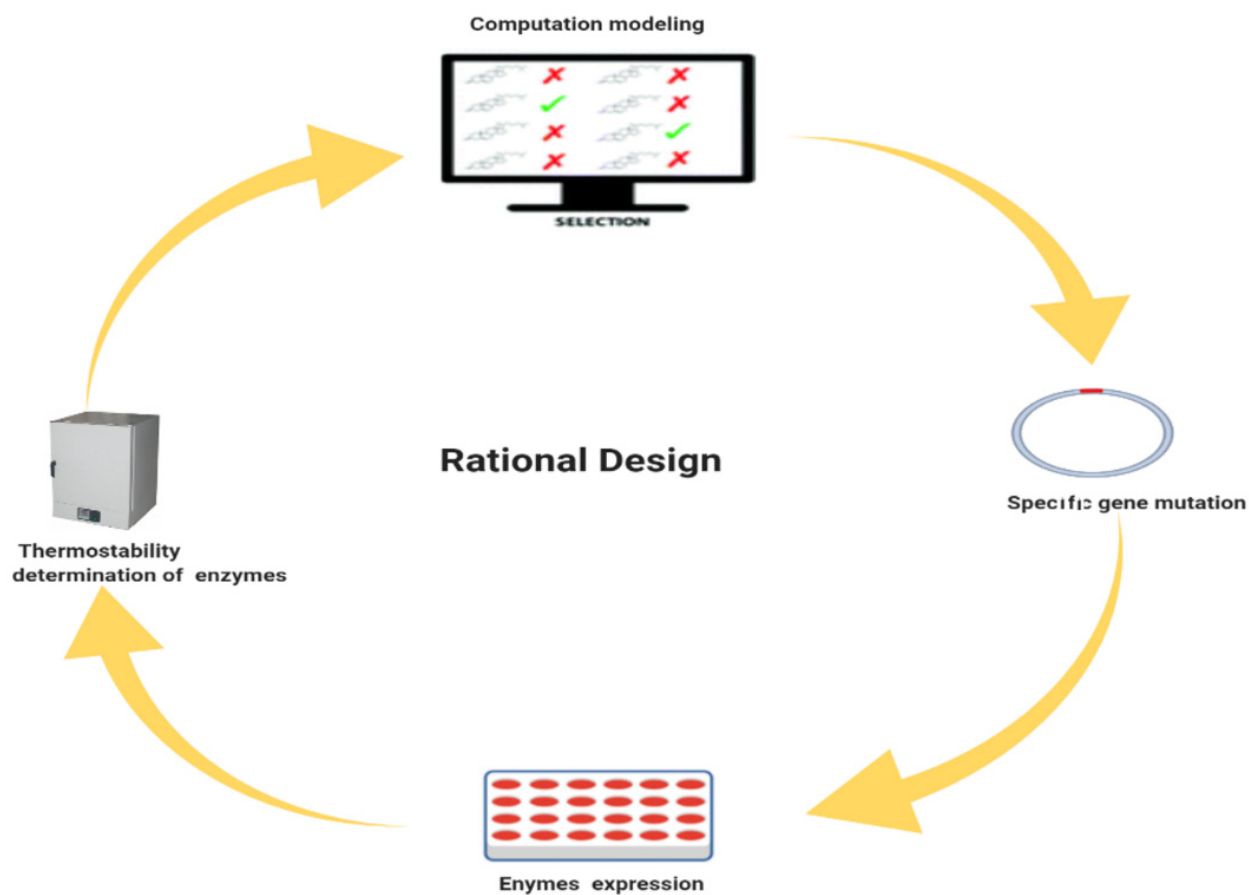 Computation modeling
SELECTION
Rational Design
Specific gene mutation
Thermostability
determination of enzymes
Enymes expression